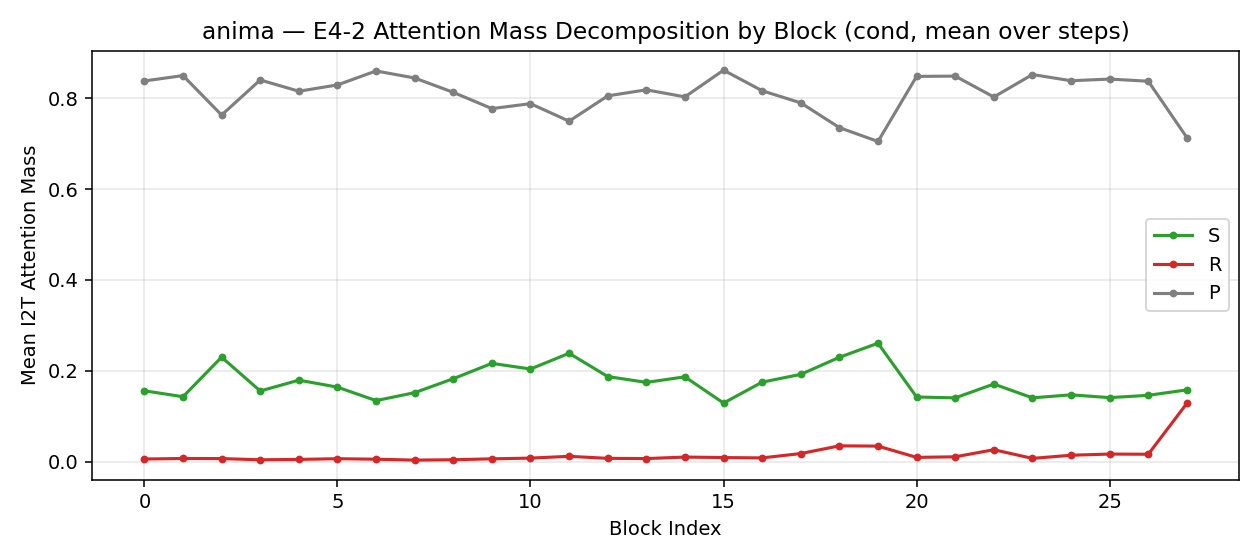 anima — E4-2 Attention Mass Decomposition by Block (cond, mean over steps)
Mean I2T Attention Mass
0.8
0.6
0.4
0.2
0.0
S
R
P
0 5 10 15 20 25
Block Index